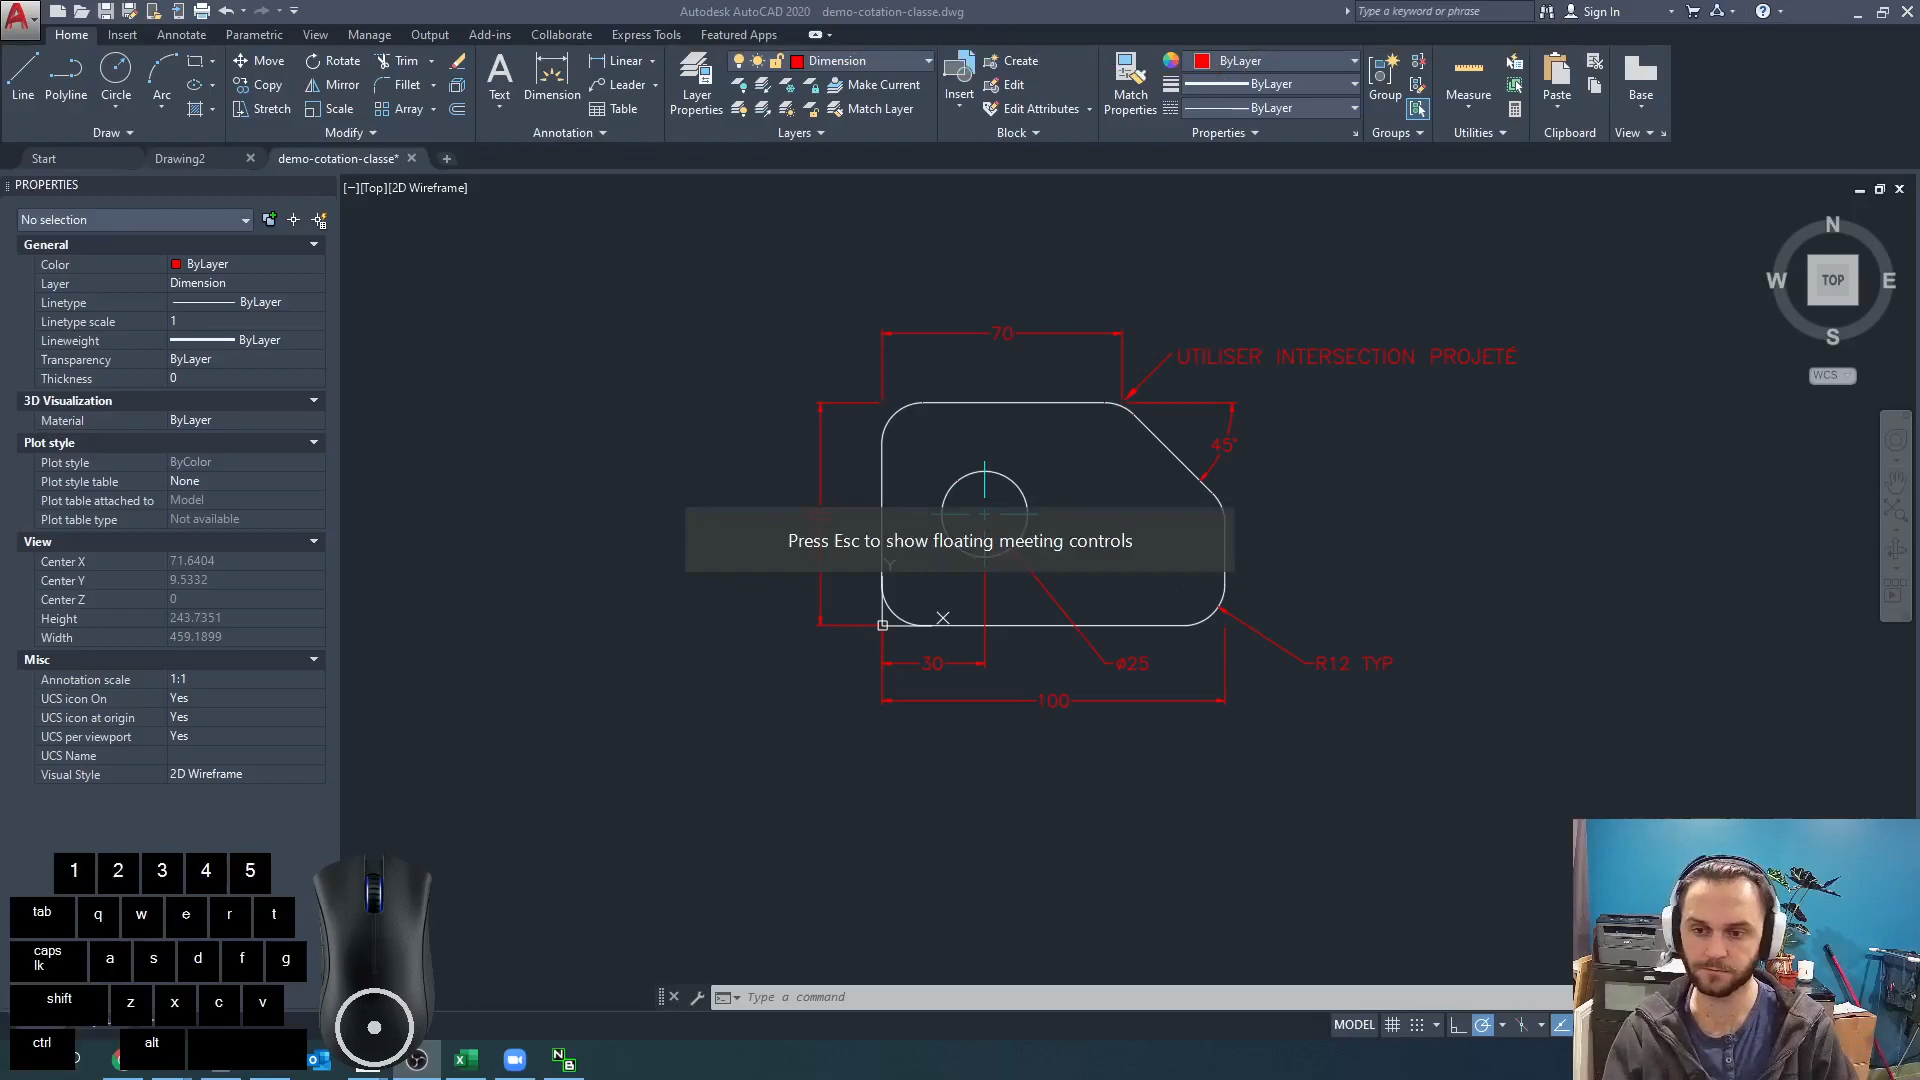 Autodesk AutoCAD 2020 demo-cotation-classe.dwg
Type a keyword or phrase
Sign In
Home Insert Annotate Parametric View Manage Output Add-ins Collaborate Express Tools Featured Apps
Line Polyline Circle Arc
Move Rotate Trim
Copy Mirror Fillet
Stretch Scale Array
Text Dimension
Linear
Leader
Table
Layer Properties
Dimension
Make Current
Match Layer
Insert
Create
Edit
Edit Attributes
Match Properties
ByLayer
ByLayer
ByLayer
Group
Measure
Paste
Base
Draw Modify Annotation Layers Block Properties Groups Utilities Clipboard View
Start Drawing2 demo-cotation-classe*
PROPERTIES
[−][Top][2D Wireframe]
No selection
General
Color ByLayer
Layer Dimension
Linetype ByLayer
Linetype scale 1
Lineweight ByLayer
Transparency ByLayer
Thickness 0
3D Visualization
Material ByLayer
Plot style
Plot style ByColor
Plot style table None
Plot table attached to Model
Plot table type Not available
View
Center X 71.6404
Center Y 9.5332
Center Z 0
Height 243.7351
Width 459.1899
Misc
Annotation scale 1:1
UCS icon On Yes
UCS icon at origin Yes
UCS per viewport Yes
UCS Name
Visual Style 2D Wireframe
N
W TOP E
S
WCS
70
UTILISER INTERSECTION PROJETÉ
45°
Press Esc to show floating meeting controls
Y
X
30
ø25
R12 TYP
100
1 2 3 4 5
tab q w e r t
caps lk a s d f g
shift z x c v
ctrl alt
Type a command
MODEL